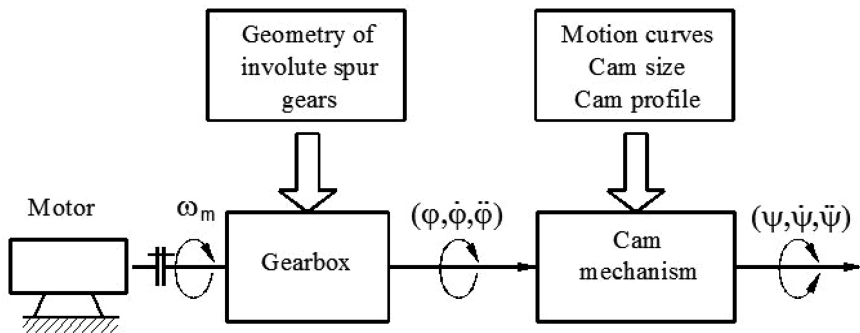 Geometry of
involute spur
gears
Motion curves
Cam size
Cam profile
Motor
ωm
(φ,φ̇,φ̈)
(ψ,ψ̇,ψ̈)
Gearbox
Cam
mechanism